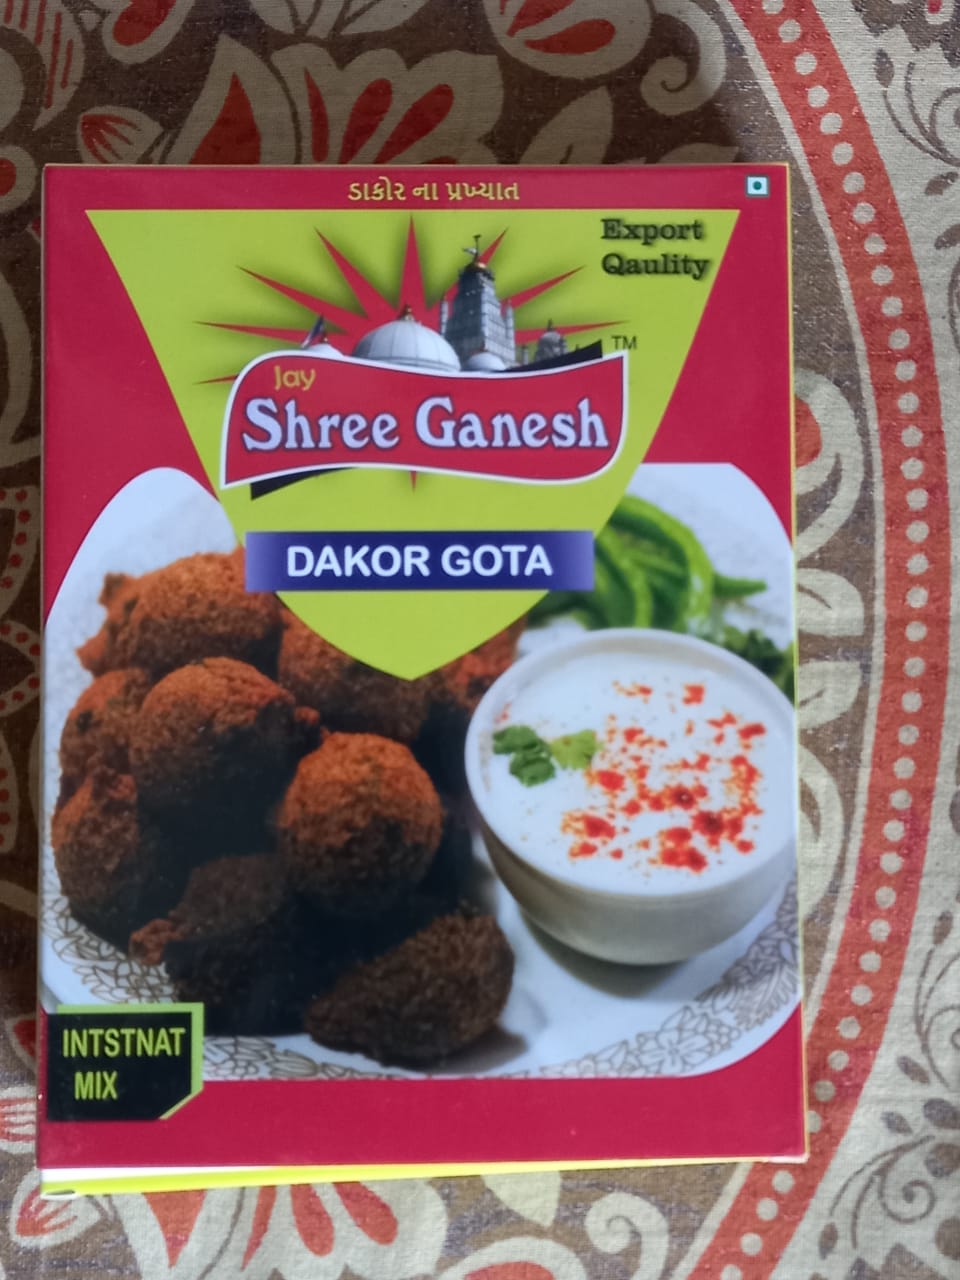 ડાકોર ના પ્રખ્યાત
Export
Qaulity
TM
Jay
Shree Ganesh
DAKOR GOTA
INTSTNAT
MIX